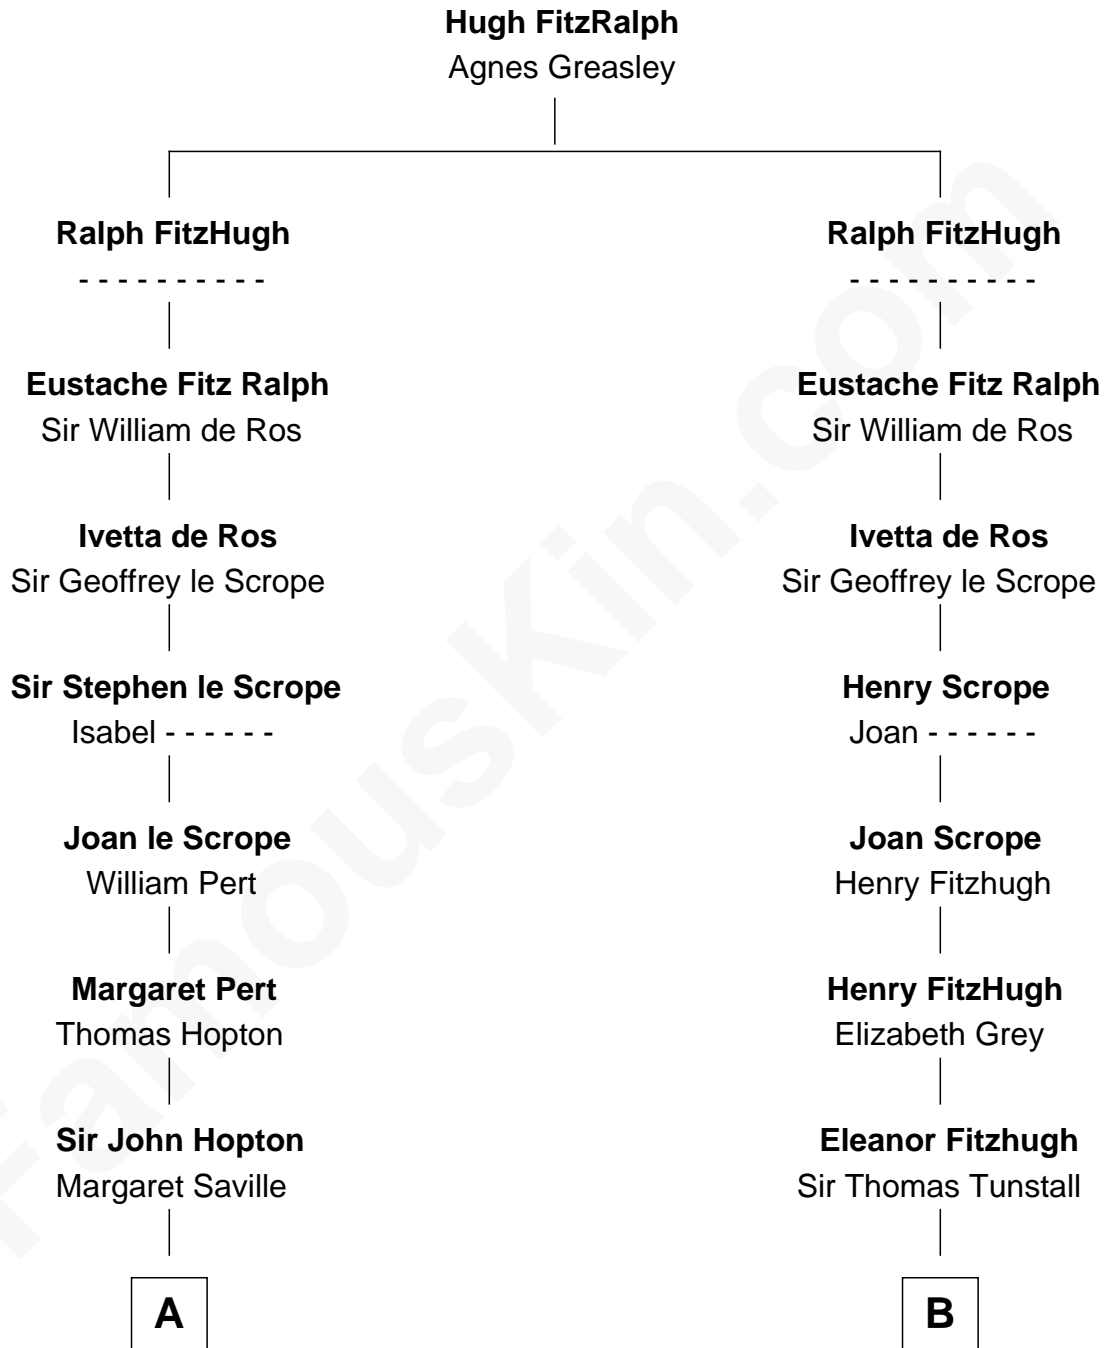 Hugh FitzRalph
Agnes Greasley
Ralph FitzHugh
- - - - - - - - - -
Eustache Fitz Ralph
Sir William de Ros
Ivetta de Ros
Sir Geoffrey le Scrope
Sir Stephen le Scrope
Isabel - - - - - -
Joan le Scrope
William Pert
Margaret Pert
Thomas Hopton
Sir John Hopton
Margaret Saville
A
Ralph FitzHugh
- - - - - - - - - -
Eustache Fitz Ralph
Sir William de Ros
Ivetta de Ros
Sir Geoffrey le Scrope
Henry Scrope
Joan - - - - - -
Joan Scrope
Henry Fitzhugh
Henry FitzHugh
Elizabeth Grey
Eleanor Fitzhugh
Sir Thomas Tunstall
B
FamousKin.com